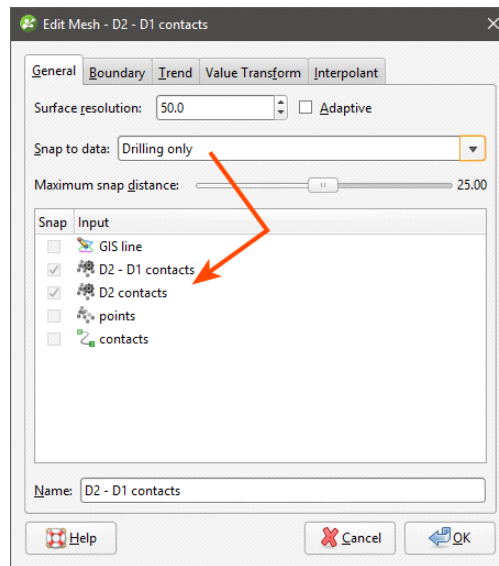 Edit Mesh - D2 - D1 contacts
General Boundary Trend Value Transform Interpolant
Surface resolution: 50.0 Adaptive
Snap to data: Drilling only
Maximum snap distance: 25.00
Snap Input
GIS line
D2 - D1 contacts
D2 contacts
points
contacts
Name: D2 - D1 contacts
Help Cancel OK